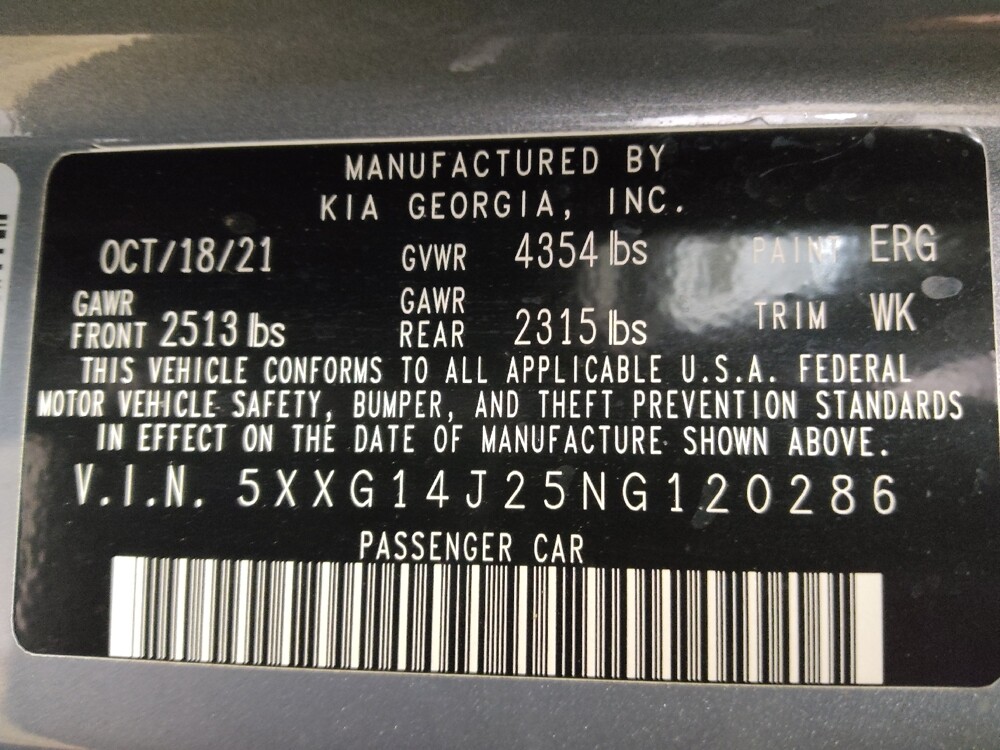 MANUFACTURED BY
KIA GEORGIA, INC.
OCT/18/21 GVWR 4354 lbs PAINT ERG
GAWR FRONT 2513 lbs GAWR REAR 2315 lbs TRIM WK
THIS VEHICLE CONFORMS TO ALL APPLICABLE U.S.A. FEDERAL
MOTOR VEHICLE SAFETY, BUMPER, AND THEFT PREVENTION STANDARDS
IN EFFECT ON THE DATE OF MANUFACTURE SHOWN ABOVE.
V.I.N. 5XXG14J25NG120286
PASSENGER CAR